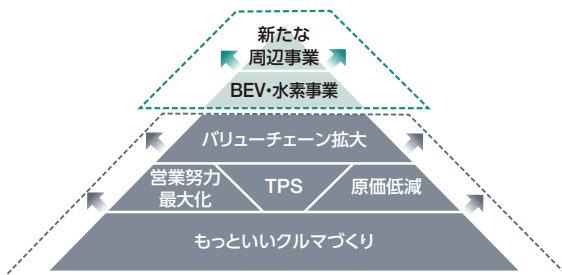 新たな
周辺事業
BEV・水素事業
バリューチェーン拡大
営業努力
最大化
TPS
原価低減
もっといいクルマづくり